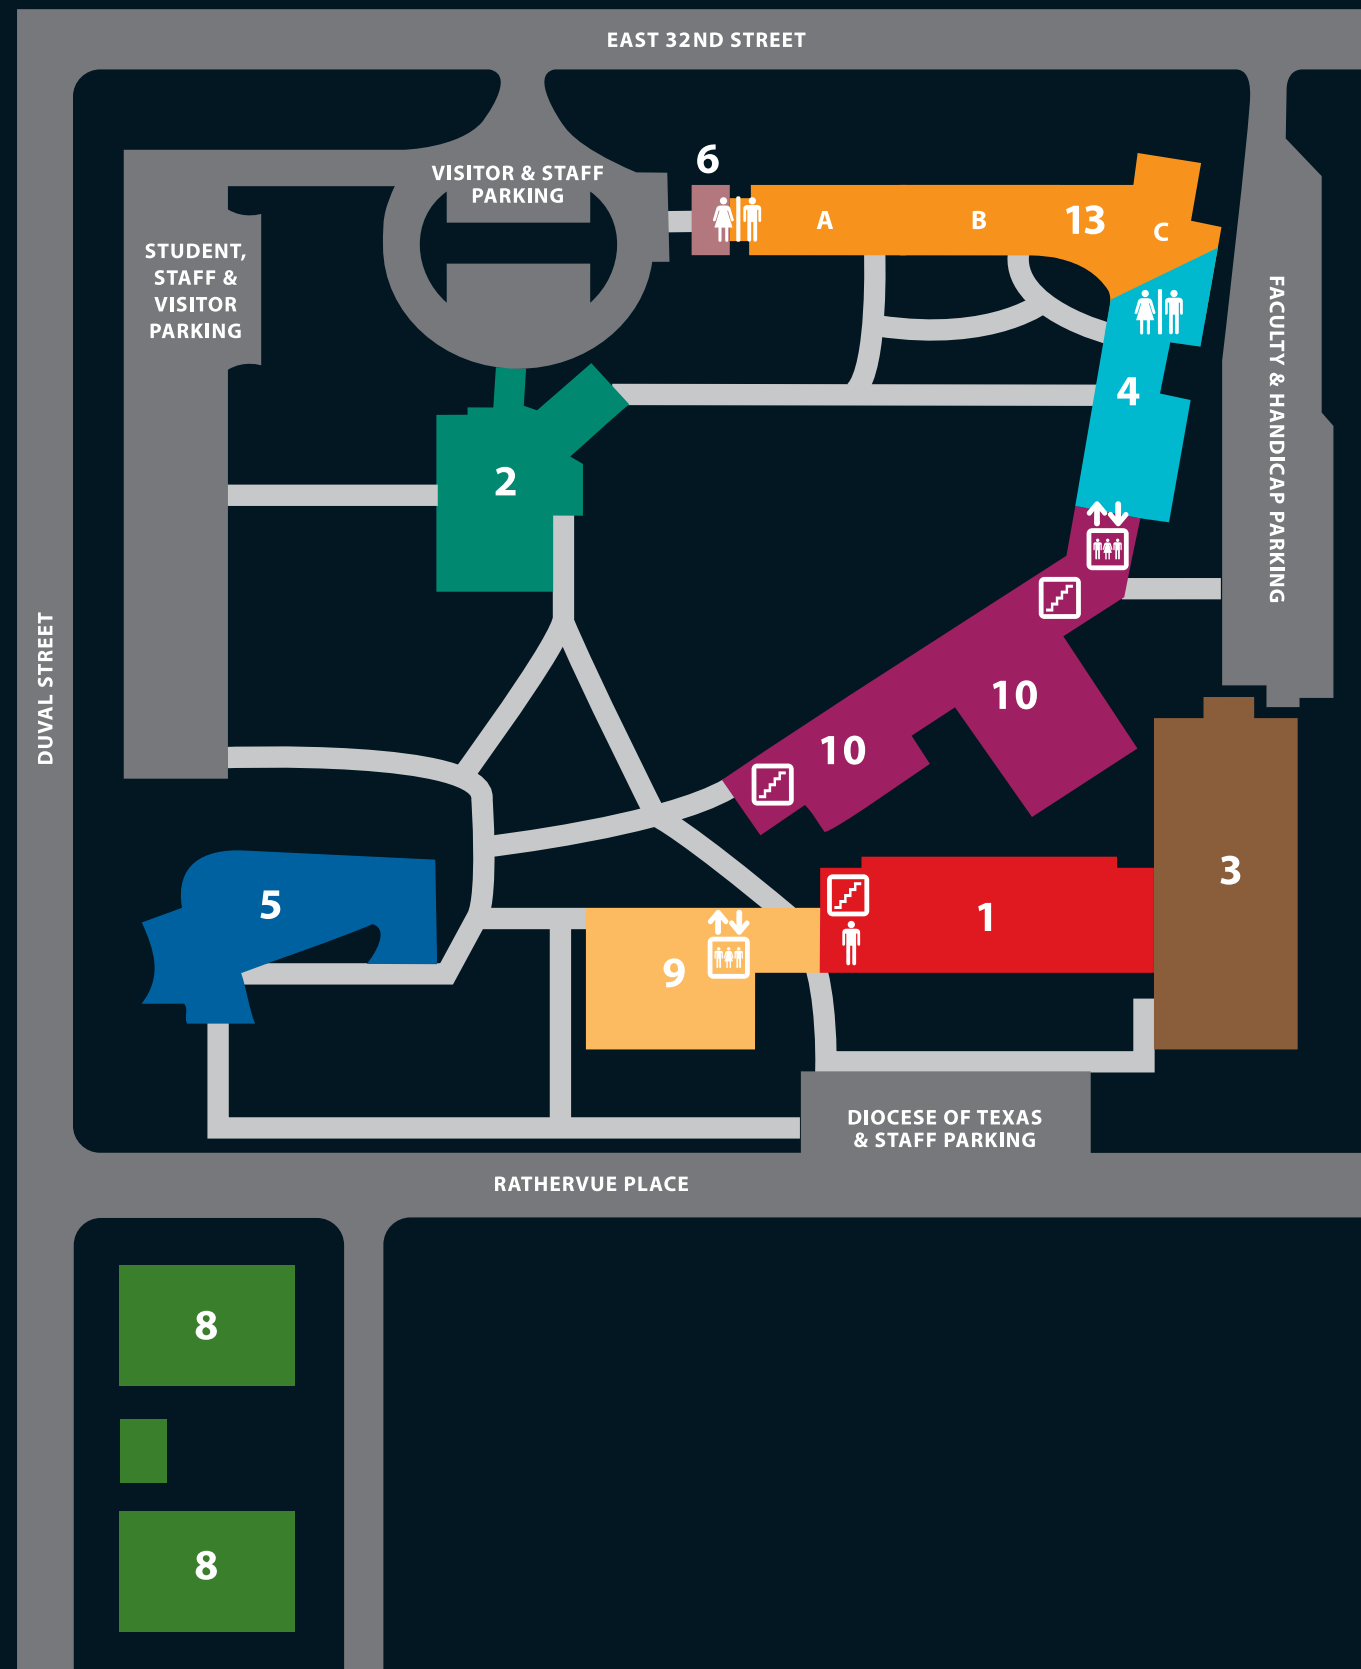 EAST 32ND STREET
6
VISITOR & STAFF
PARKING
A
B
13
C
STUDENT,
STAFF &
VISITOR
PARKING
FACULTY & HANDICAP PARKING
4
2
DUVAL STREET
10
10
3
5
1
9
DIOCESE OF TEXAS
& STAFF PARKING
RATHERVUE PLACE
8
8